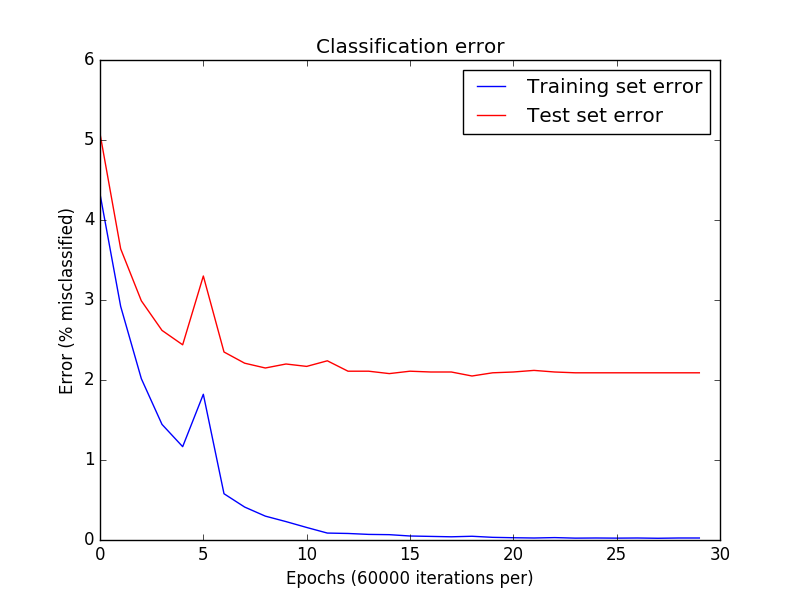 Classification error
Training set error
Test set error
Error (% misclassified)
6
5
4
3
2
1
0
0 5 10 15 20 25 30
Epochs (60000 iterations per)